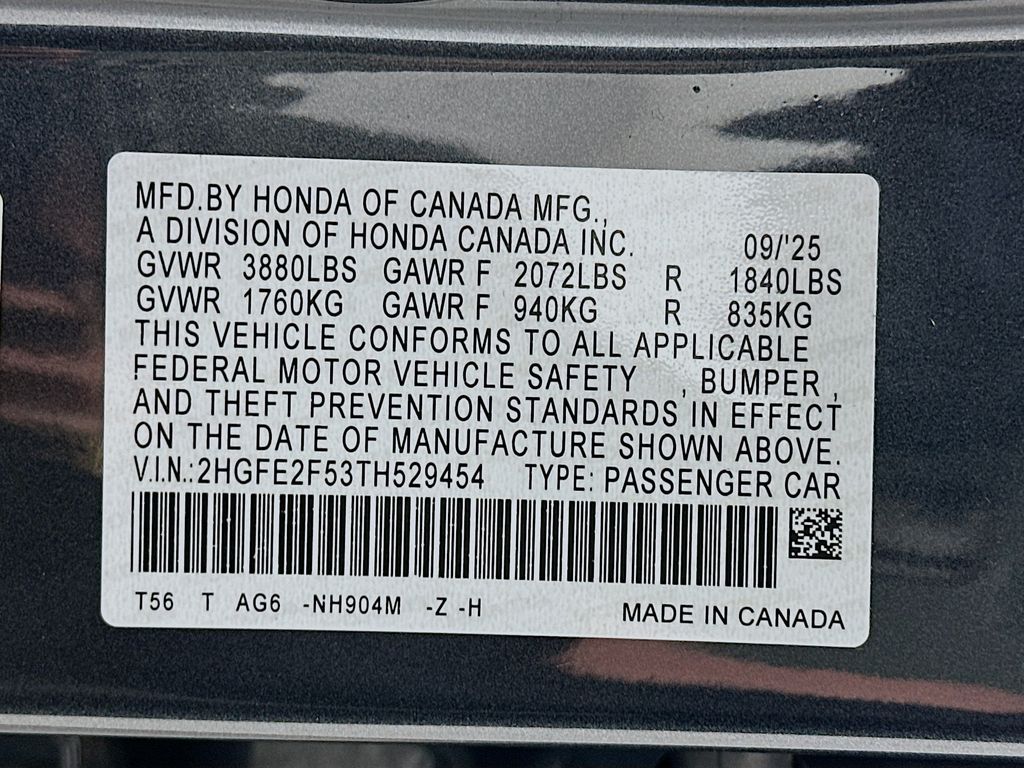 MFD.BY HONDA OF CANADA MFG.,
A DIVISION OF HONDA CANADA INC. 09/'25
GVWR 3880LBS GAWR F 2072LBS R 1840LBS
GVWR 1760KG GAWR F 940KG R 835KG
THIS VEHICLE CONFORMS TO ALL APPLICABLE
FEDERAL MOTOR VEHICLE SAFETY , BUMPER ,
AND THEFT PREVENTION STANDARDS IN EFFECT
ON THE DATE OF MANUFACTURE SHOWN ABOVE.
V.I.N.:2HGFE2F53TH529454 TYPE: PASSENGER CAR
T56 T AG6 -NH904M -Z -H MADE IN CANADA